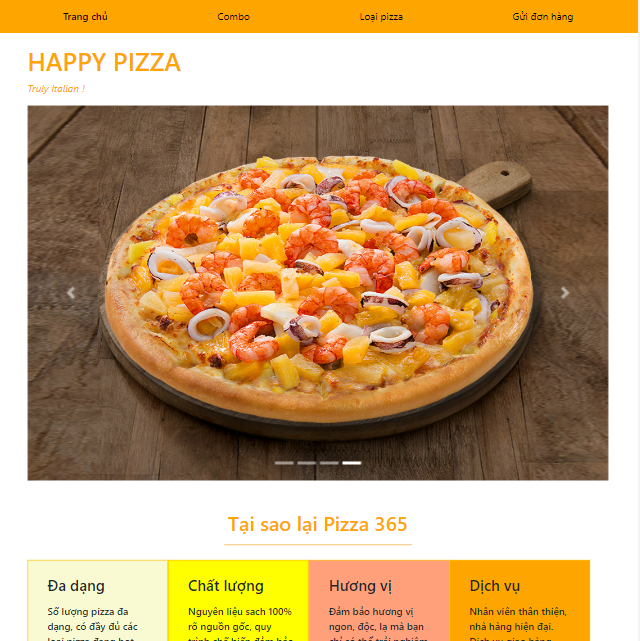 Trang chủ Combo Loại pizza Gửi đơn hàng
HAPPY PIZZA
Truly Italian !
Tại sao lại Pizza 365
Đa dạng
Số lượng pizza đa
dạng, có đầy đủ các
loại pizza đang hot
Chất lượng
Nguyên liệu sạch 100%
rõ nguồn gốc, quy
trình chế biến đảm bảo
Hương vị
Đảm bảo hương vị
ngon, độc, lạ mà bạn
chỉ có thể trải nghiệm
Dịch vụ
Nhân viên thân thiện,
nhà hàng hiện đại.
Dịch vụ giao hàng